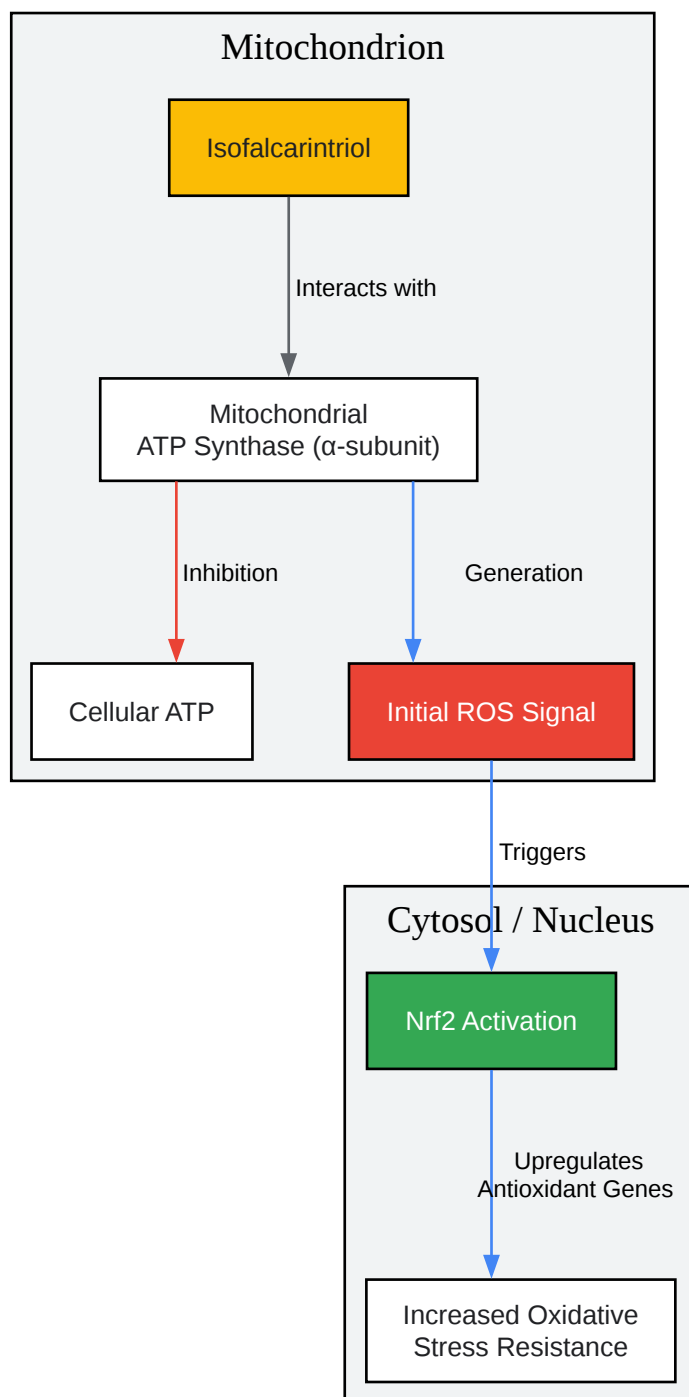 Mitochondrion
Isofalcarintriol
Interacts with
Mitochondrial
ATP Synthase (α-subunit)
Inhibition
Generation
Cellular ATP
Initial ROS Signal
Triggers
Cytosol / Nucleus
Nrf2 Activation
Upregulates
Antioxidant Genes
Increased Oxidative
Stress Resistance